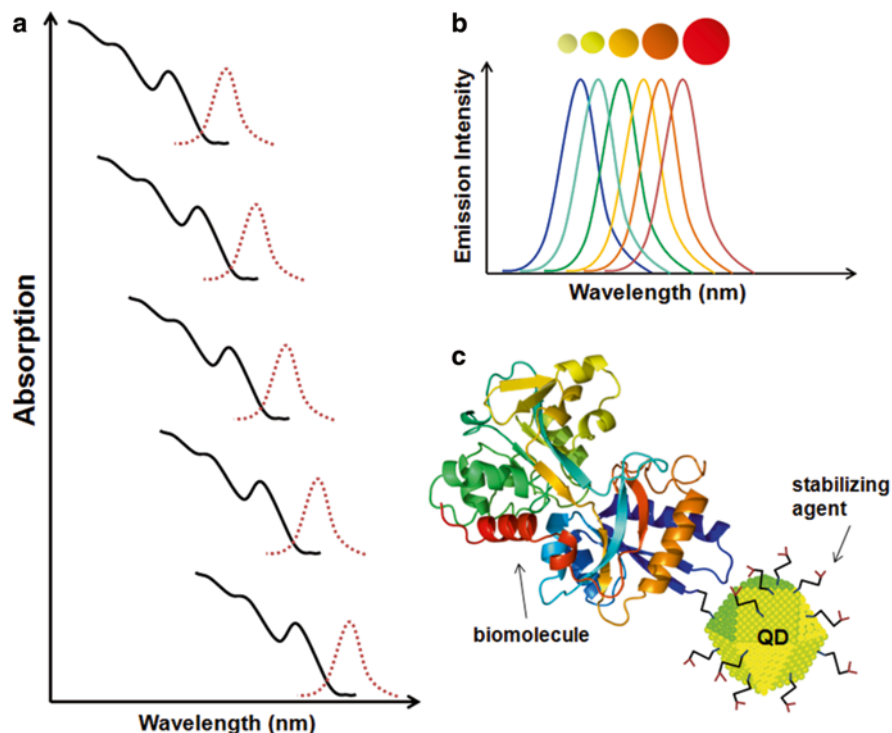 a
Absorption
Wavelength (nm)
b
Emission Intensity
Wavelength (nm)
c
stabilizing
agent
biomolecule
QD